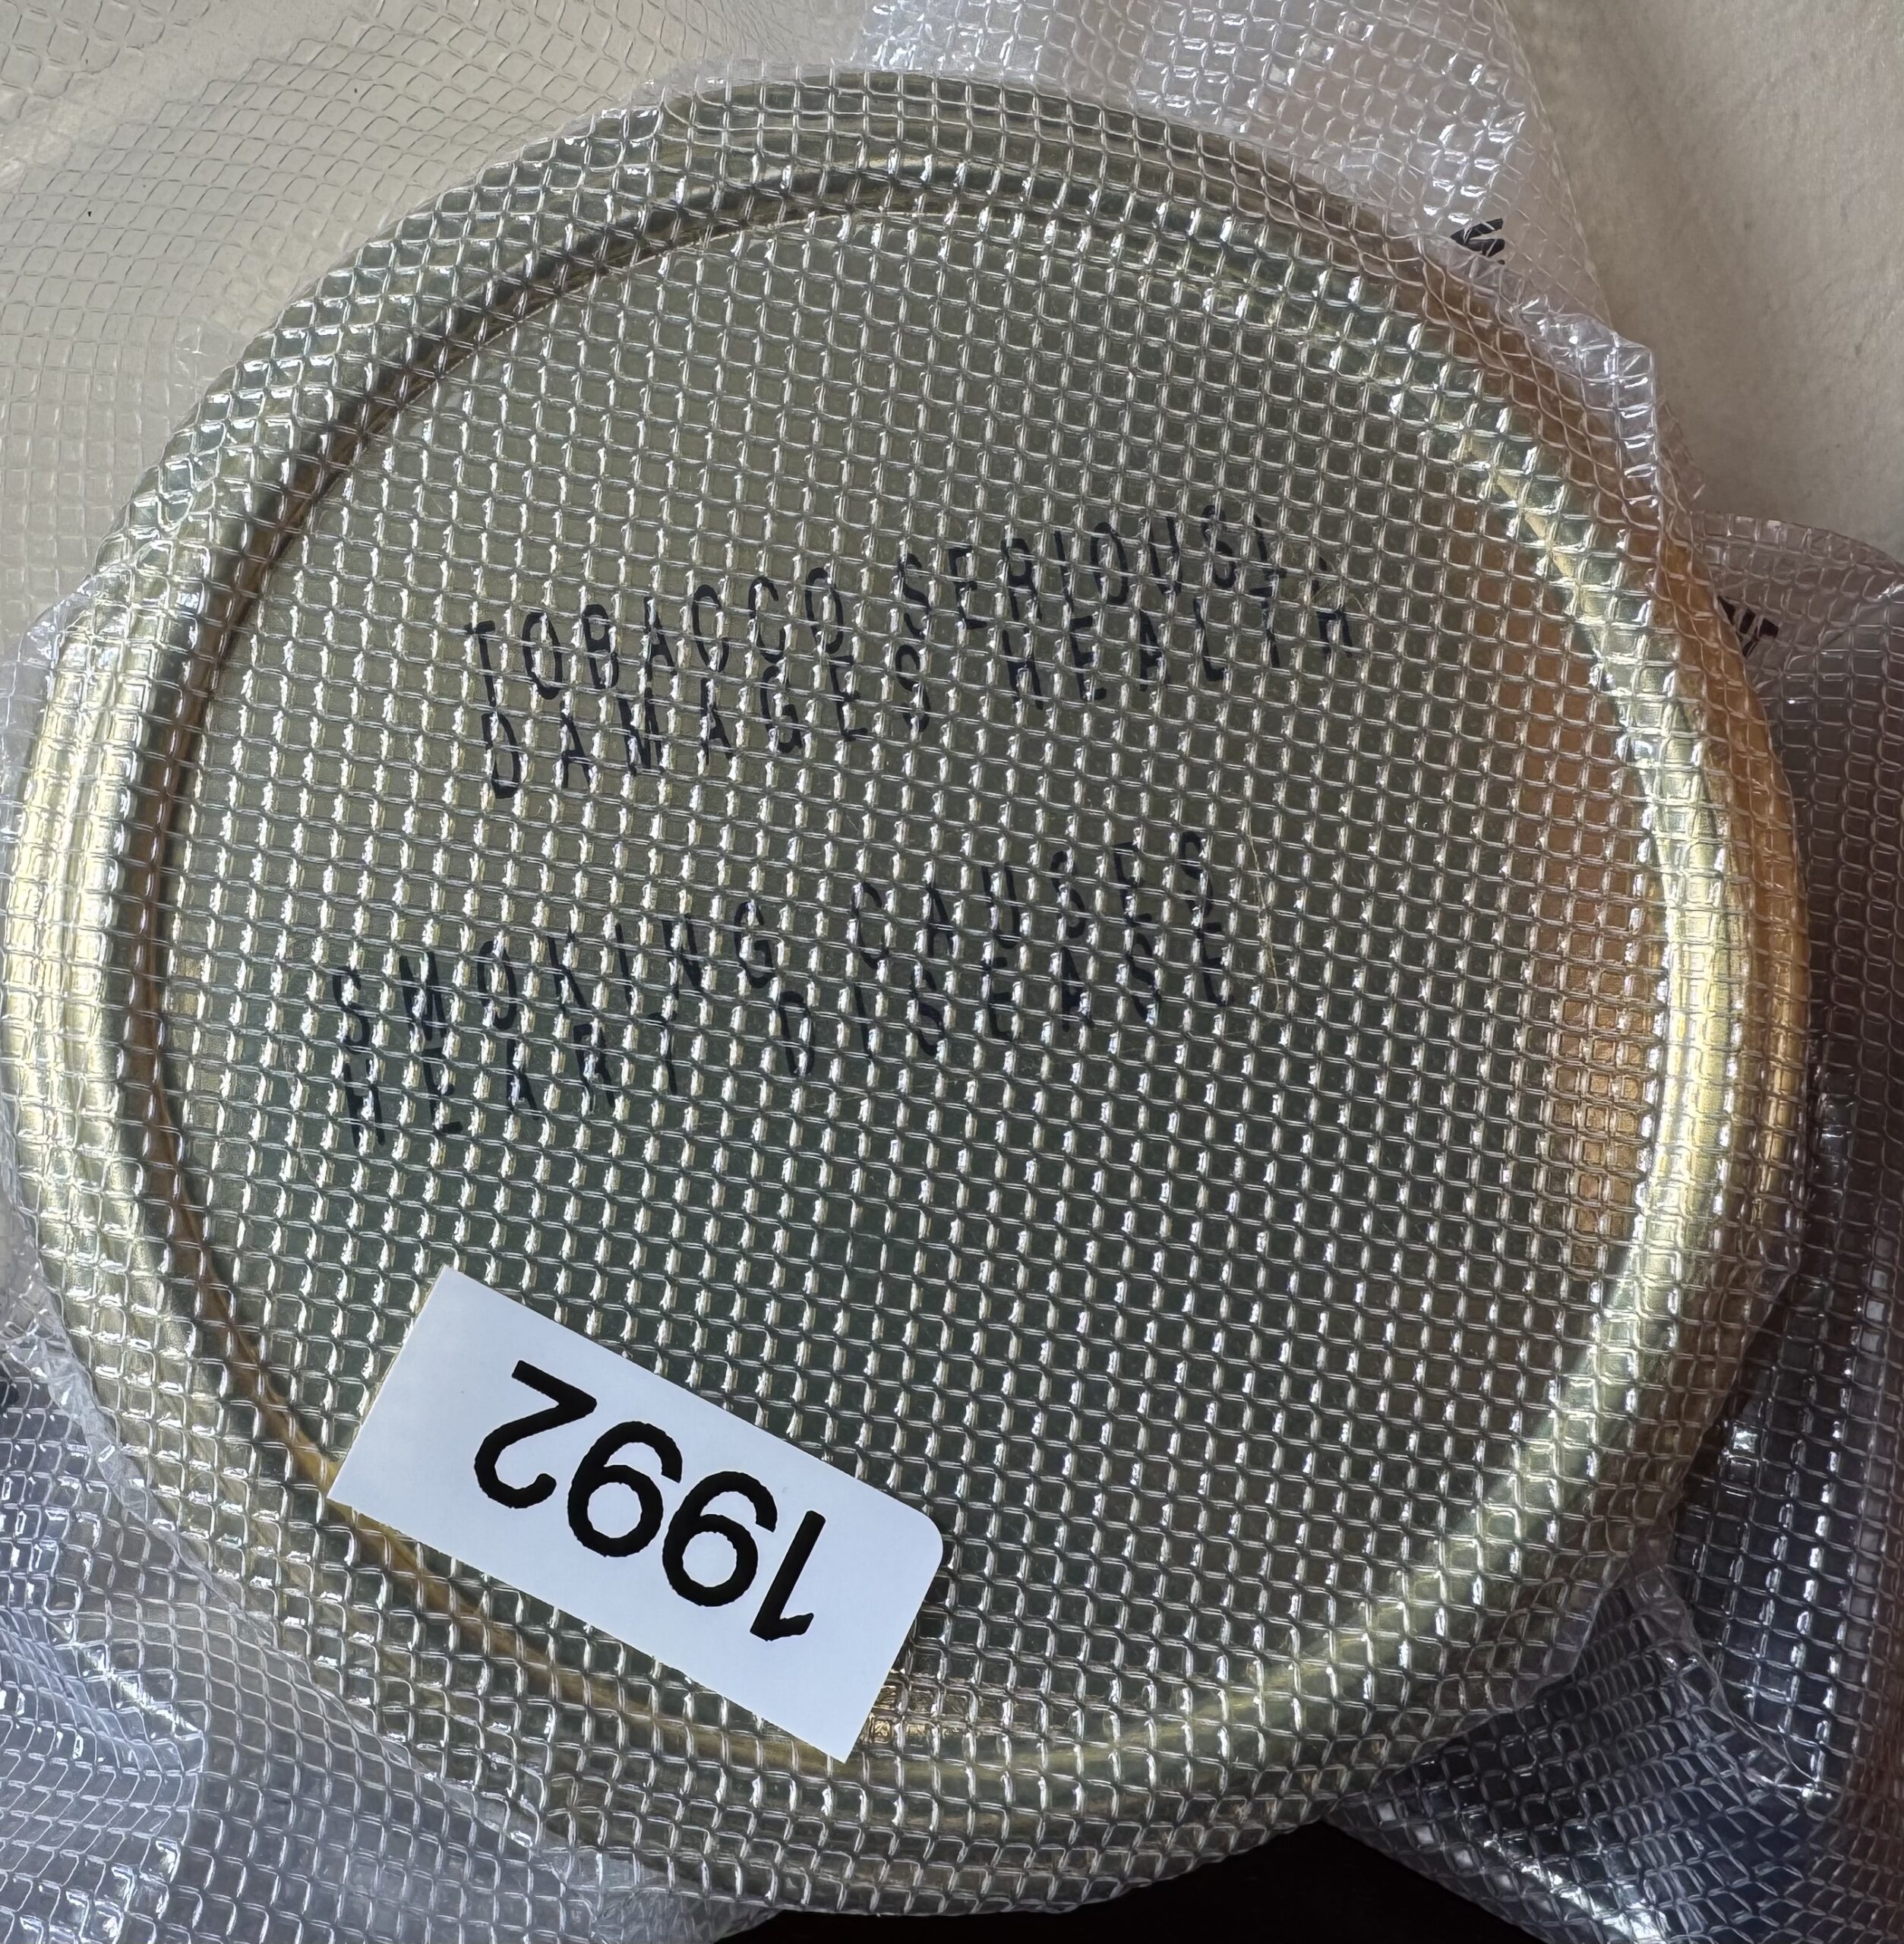 TOBACCO SERIOUSLY
DAMAGES HEALTH
SMOKING CAUSES
HEART DISEASE
1992